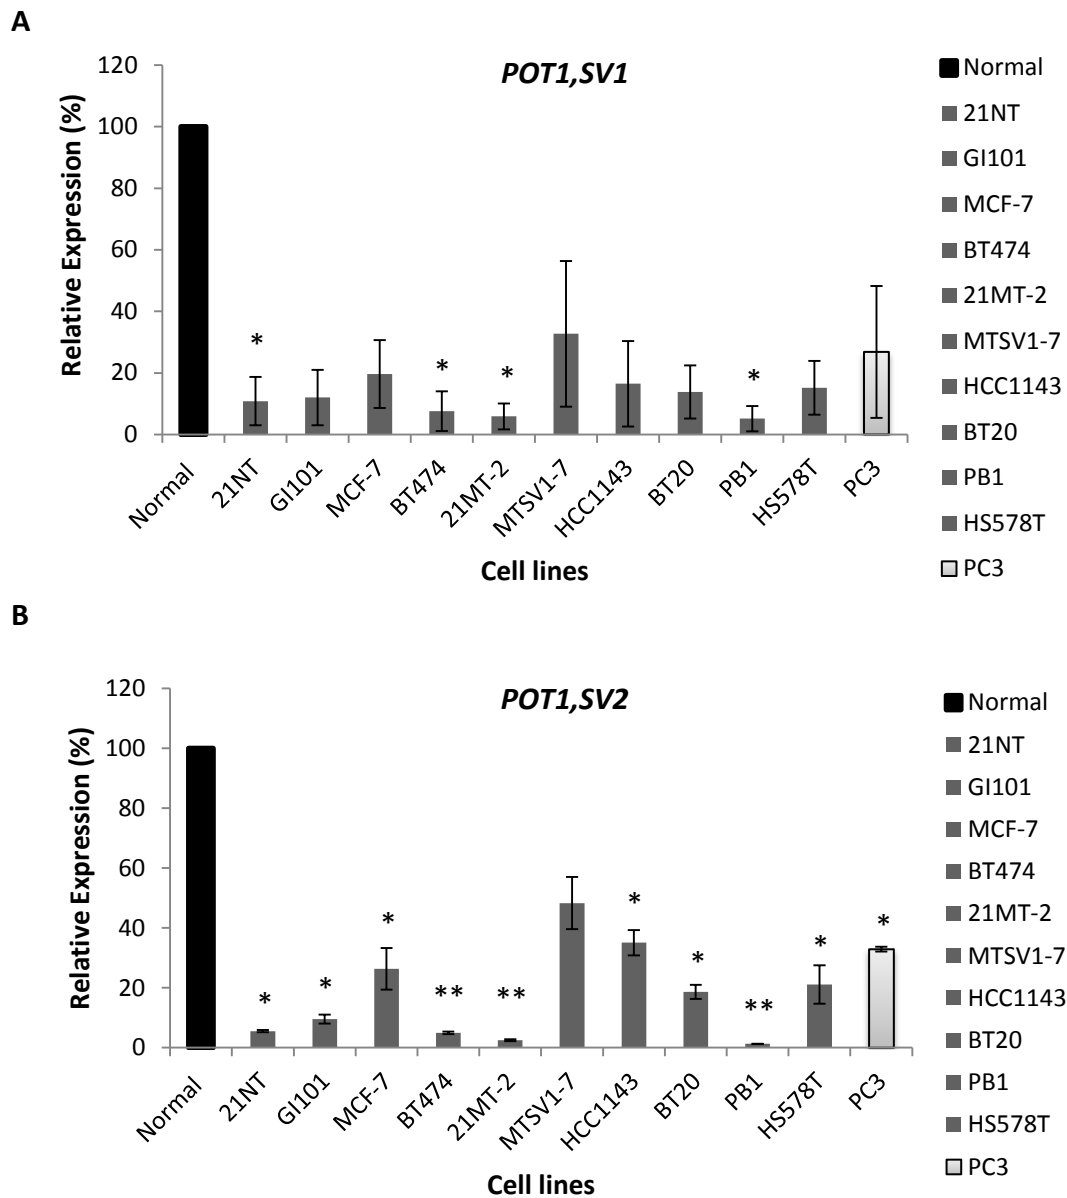 A
POT1,SV1
Relative Expression (%)
120
100
80
60
40
20
0
*
*
*
*
Normal
21NT
GI101
MCF-7
BT474
21MT-2
MTSV1-7
HCC1143
BT20
PB1
HS578T
PC3
Cell lines
Normal
21NT
GI101
MCF-7
BT474
21MT-2
MTSV1-7
HCC1143
BT20
PB1
HS578T
PC3
B
POT1,SV2
Relative Expression (%)
120
100
80
60
40
20
0
*
*
*
**
**
*
*
**
*
*
Normal
21NT
GI101
MCF-7
BT474
21MT-2
MTSV1-7
HCC1143
BT20
PB1
HS578T
PC3
Cell lines
Normal
21NT
GI101
MCF-7
BT474
21MT-2
MTSV1-7
HCC1143
BT20
PB1
HS578T
PC3